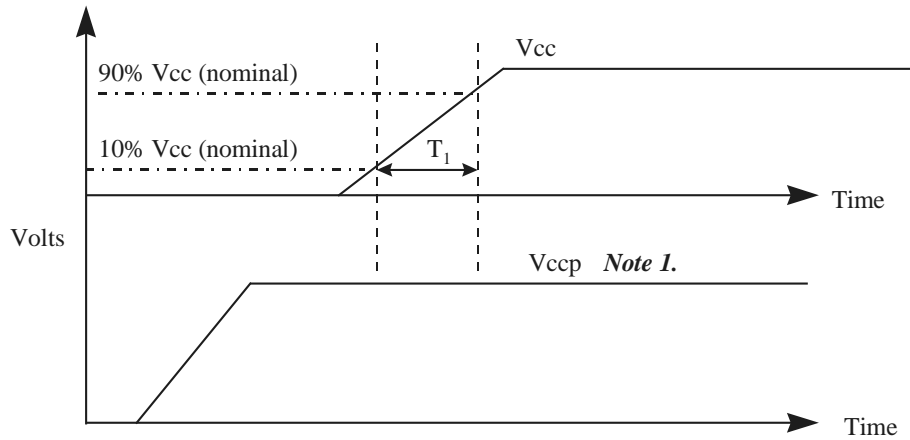 Vcc
90% Vcc (nominal)
10% Vcc (nominal)
T1
Time
Volts
Vccp Note 1.
Time